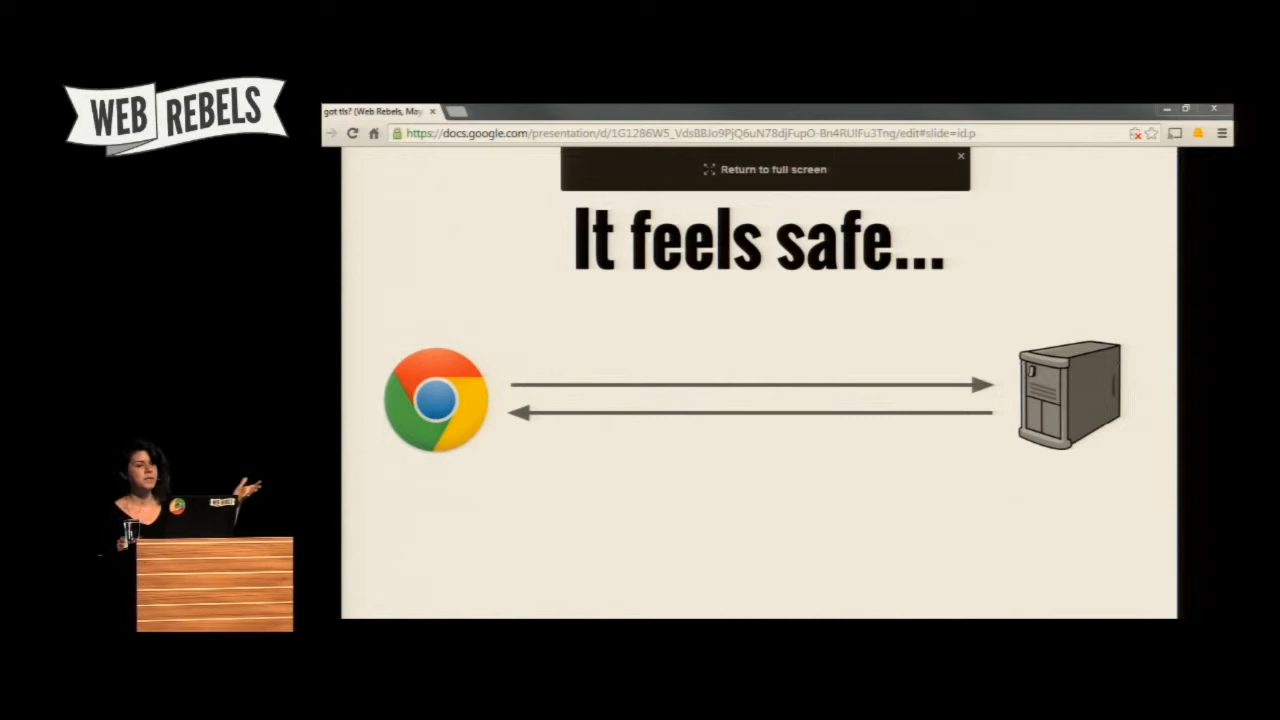 WEB REBELS
got tls? (Web Rebels, May
https://docs.google.com/presentation/d/1G1286W5_VdsBBJo9PjQ6uN78djFupO-Bn4RUlFu3Tng/edit#slide=id.p
Return to full screen
It feels safe...